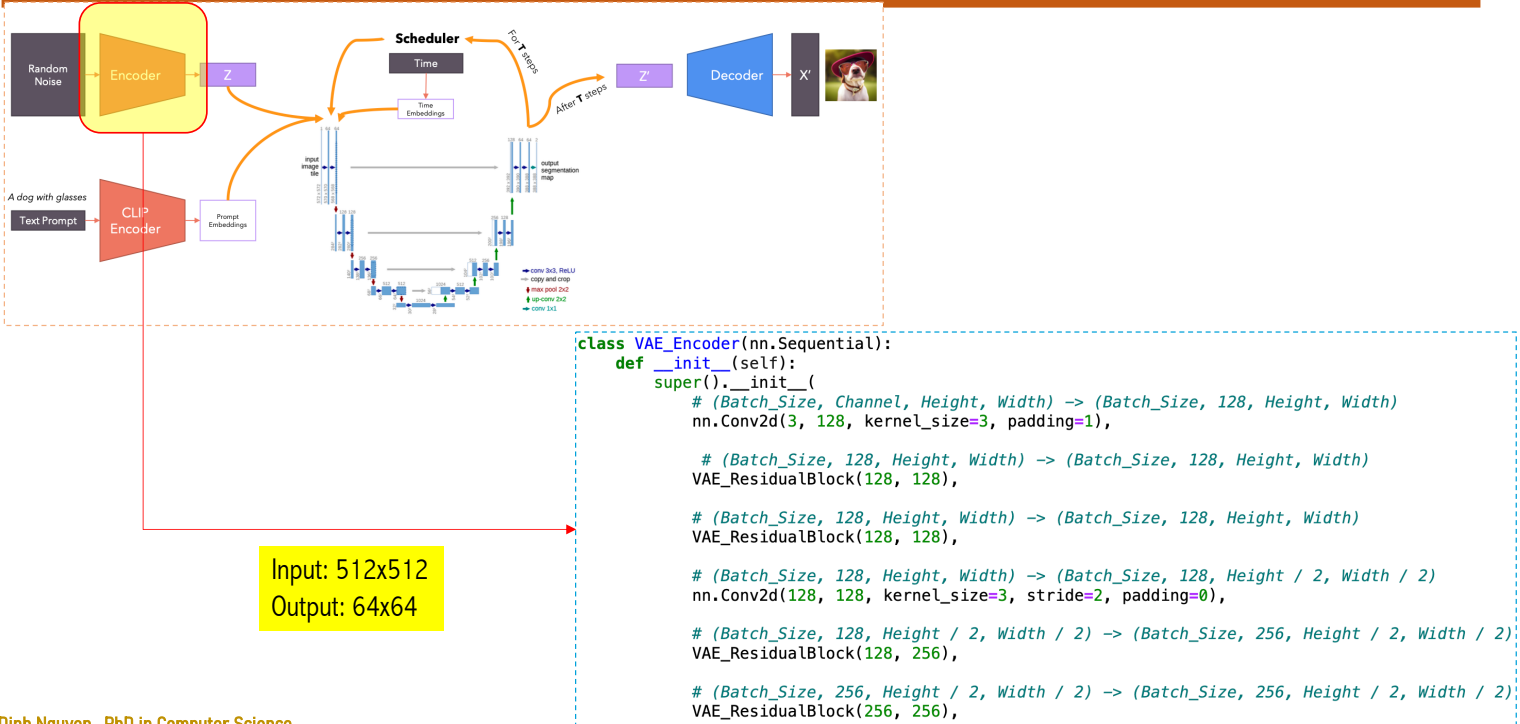 Random
Noise
Encoder
Z
Scheduler
Time
Time
Embeddings
For T steps
After T steps
Z'
Decoder
X'
A dog with glasses
Text Prompt
CLIP
Encoder
Prompt
Embeddings
input
image
tile
output
segmentation
map
conv 3x3, ReLU
copy and crop
max pool 2x2
up-conv 2x2
conv 1x1
Input: 512x512
Output: 64x64
class VAE_Encoder(nn.Sequential):
def __init__(self):
super().__init__(
# (Batch_Size, Channel, Height, Width) -> (Batch_Size, 128, Height, Width)
nn.Conv2d(3, 128, kernel_size=3, padding=1),
# (Batch_Size, 128, Height, Width) -> (Batch_Size, 128, Height, Width)
VAE_ResidualBlock(128, 128),
# (Batch_Size, 128, Height, Width) -> (Batch_Size, 128, Height, Width)
VAE_ResidualBlock(128, 128),
# (Batch_Size, 128, Height, Width) -> (Batch_Size, 128, Height / 2, Width / 2)
nn.Conv2d(128, 128, kernel_size=3, stride=2, padding=0),
# (Batch_Size, 128, Height / 2, Width / 2) -> (Batch_Size, 256, Height / 2, Width / 2)
VAE_ResidualBlock(128, 256),
# (Batch_Size, 256, Height / 2, Width / 2) -> (Batch_Size, 256, Height / 2, Width / 2)
VAE_ResidualBlock(256, 256),
Dinh Nguyen, PhD in Computer Science